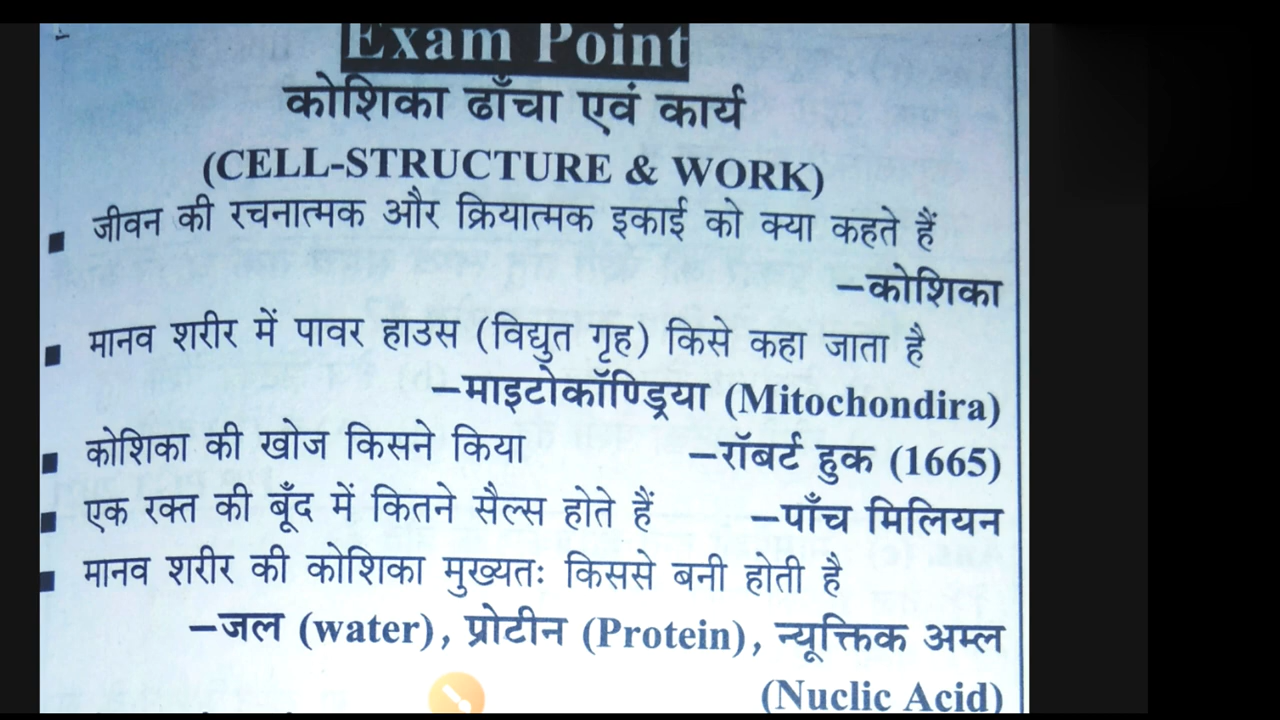 Exam Point
कोशिका ढाँचा एवं कार्य
(CELL-STRUCTURE & WORK)
जीवन की रचनात्मक और क्रियात्मक इकाई को क्या कहते हैं
–कोशिका
मानव शरीर में पावर हाउस (विद्युत गृह) किसे कहा जाता है
–माइटोकॉण्ड्रिया (Mitochondira)
कोशिका की खोज किसने किया –रॉबर्ट हुक (1665)
एक रक्त की बूँद में कितने सैल्स होते हैं –पाँच मिलियन
मानव शरीर की कोशिका मुख्यतः किससे बनी होती है
–जल (water), प्रोटीन (Protein), न्यूक्तिक अम्ल
(Nuclic Acid)